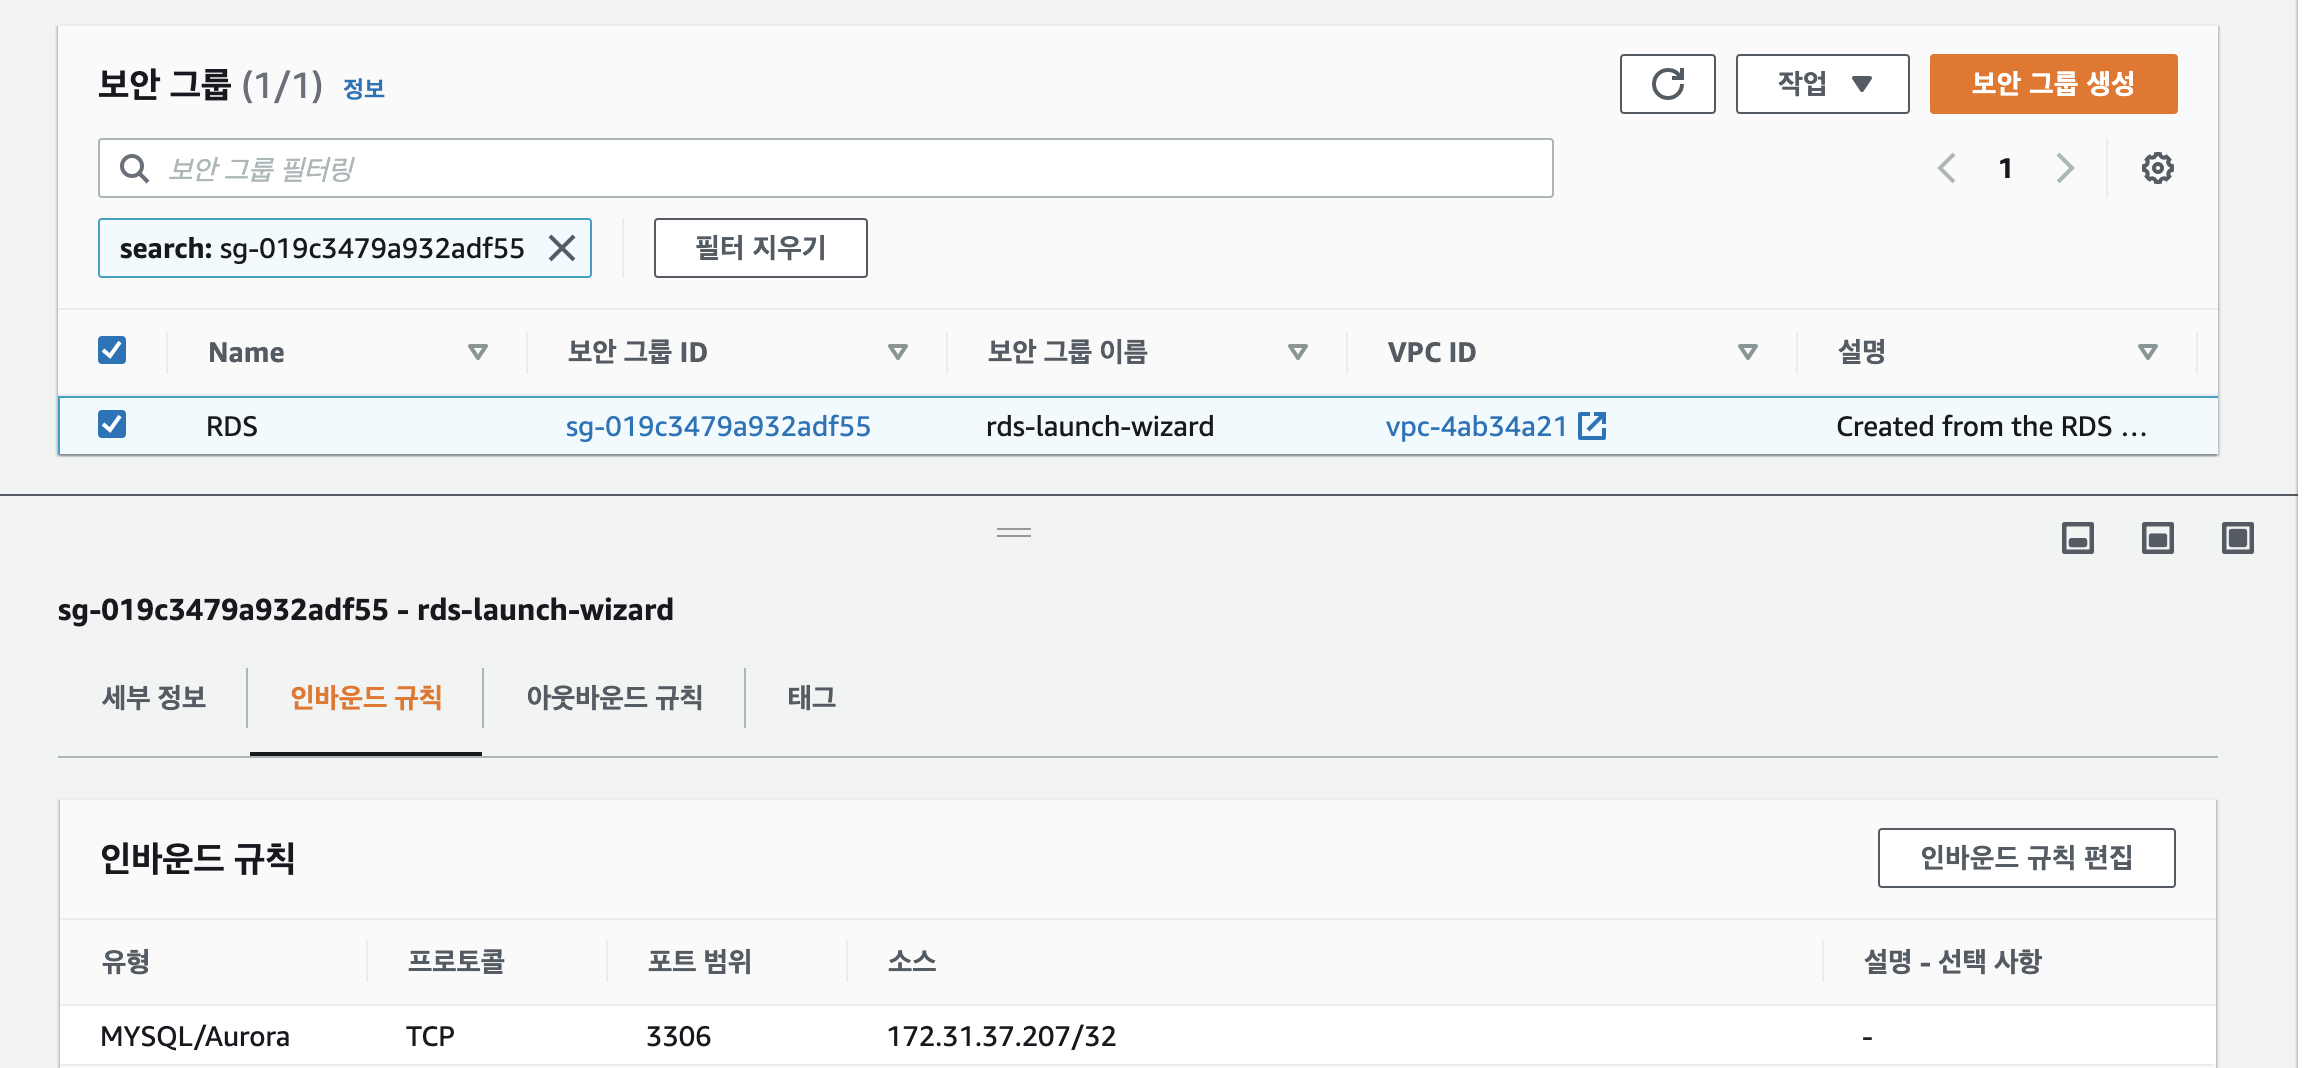 보안 그룹 (1/1) 정보
작업
보안 그룹 생성
보안 그룹 필터링
1
search: sg-019c3479a932adf55
필터 지우기
Name 보안 그룹 ID 보안 그룹 이름 VPC ID 설명
RDS sg-019c3479a932adf55 rds-launch-wizard vpc-4ab34a21 Created from the RDS ...
sg-019c3479a932adf55 - rds-launch-wizard
세부 정보 인바운드 규칙 아웃바운드 규칙 태그
인바운드 규칙
인바운드 규칙 편집
유형 프로토콜 포트 범위 소스 설명 - 선택 사항
MYSQL/Aurora TCP 3306 172.31.37.207/32 -